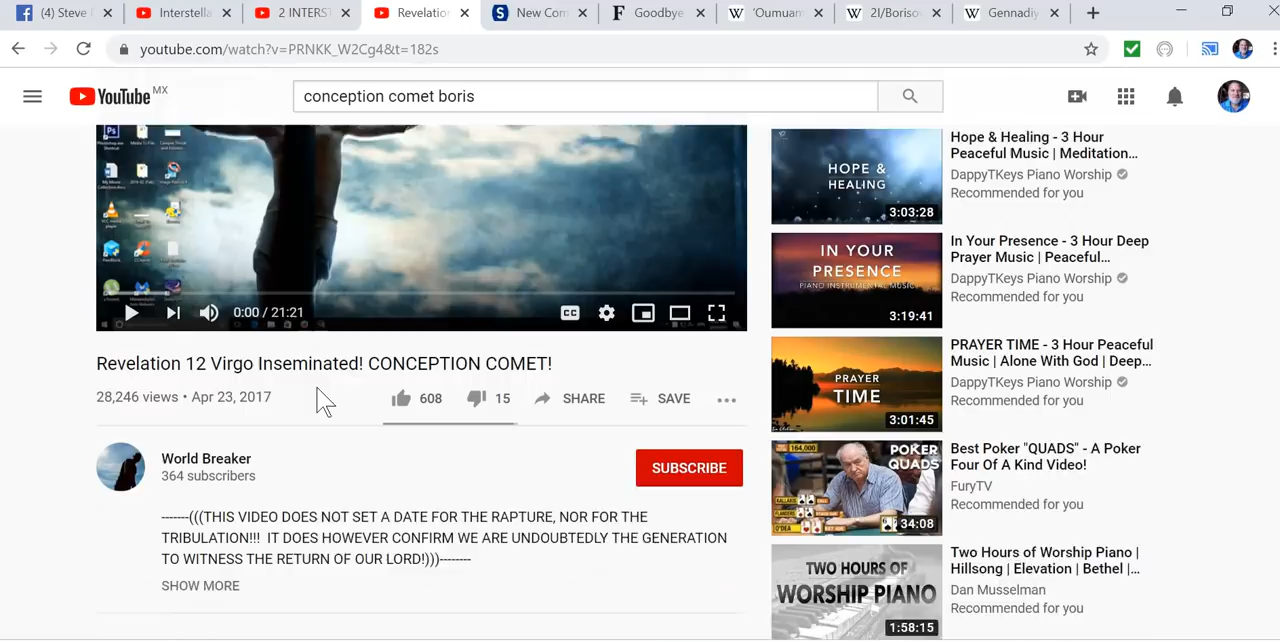 (4) Steve
Interstella
2 INTERST
Revelatio
New Com
Goodbye
'Oumuam
2I/Borisov
Gennadiy
youtube.com/watch?v=PRNKK_W2Cg4&t=182s
YouTube MX
conception comet boris
0:00 / 21:21
Revelation 12 Virgo Inseminated! CONCEPTION COMET!
28,246 views • Apr 23, 2017
608
15
SHARE
SAVE
World Breaker
364 subscribers
SUBSCRIBE
-------(((THIS VIDEO DOES NOT SET A DATE FOR THE RAPTURE, NOR FOR THE
TRIBULATION!!! IT DOES HOWEVER CONFIRM WE ARE UNDOUBTEDLY THE GENERATION
TO WITNESS THE RETURN OF OUR LORD!)))--------
SHOW MORE
HOPE &
HEALING
3:03:28
Hope & Healing - 3 Hour
Peaceful Music | Meditation...
DappyTKeys Piano Worship
Recommended for you
IN YOUR
PRESENCE
PIANO INSTRUMENTAL MUSIC
3:19:41
In Your Presence - 3 Hour Deep
Prayer Music | Peaceful...
DappyTKeys Piano Worship
Recommended for you
PRAYER
TIME
3:01:45
PRAYER TIME - 3 Hour Peaceful
Music | Alone With God | Deep...
DappyTKeys Piano Worship
Recommended for you
POKER
QUADS
34:08
Best Poker "QUADS" - A Poker
Four Of A Kind Video!
FuryTV
Recommended for you
TWO HOURS OF
WORSHIP PIANO
1:58:15
Two Hours of Worship Piano |
Hillsong | Elevation | Bethel |...
Dan Musselman
Recommended for you